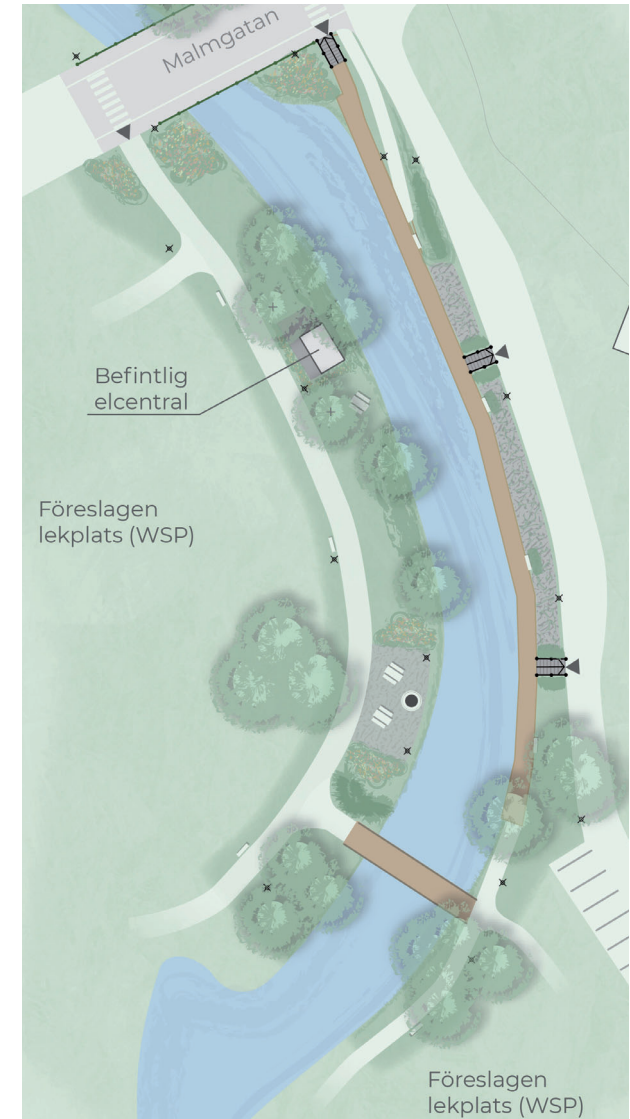 Malmgatan
Befintlig
elcentral
Föreslagen
lekplats (WSP)
Föreslagen
lekplats (WSP)